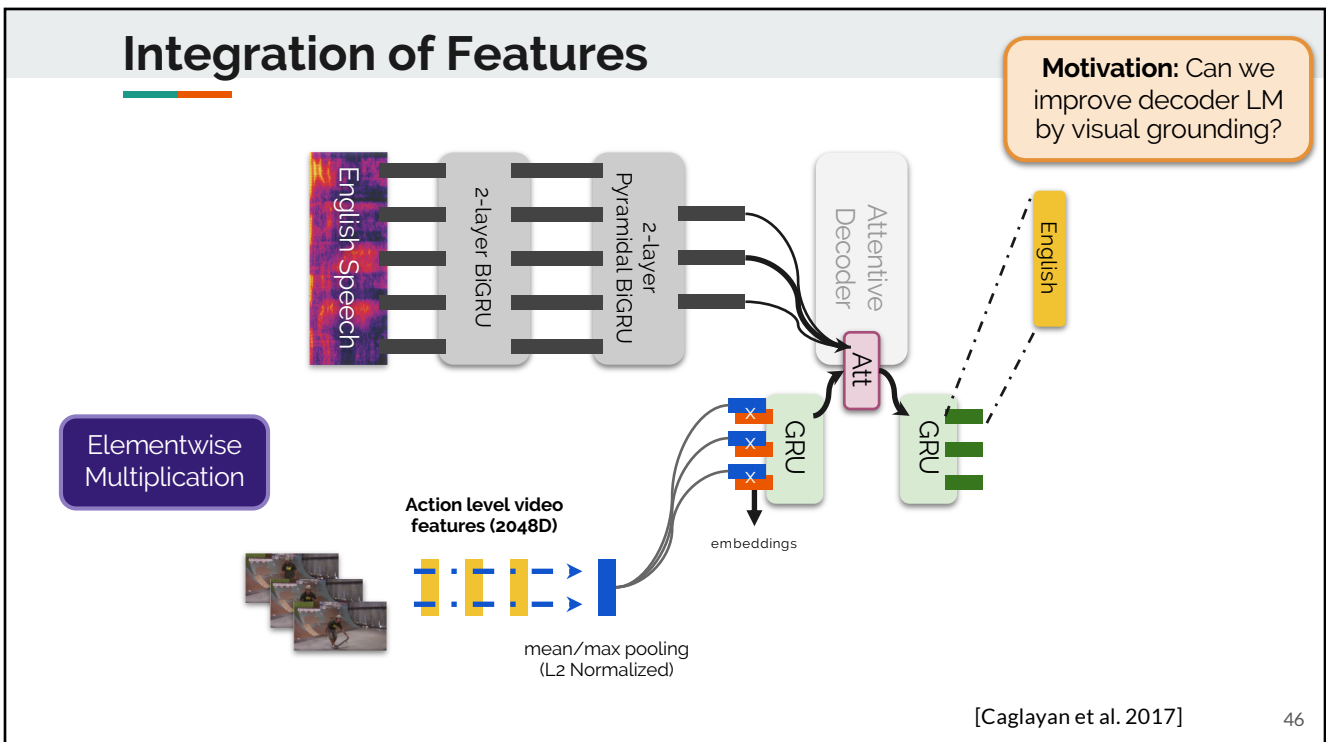 Integration of Features
Motivation: Can we
improve decoder LM
by visual grounding?
English Speech
2-layer BiGRU
2-layer
Pyramidal BiGRU
Attentive
Decoder
English
Att
x
x
x
GRU
GRU
embeddings
Elementwise
Multiplication
Action level video
features (2048D)
mean/max pooling
(L2 Normalized)
[Caglayan et al. 2017]
46